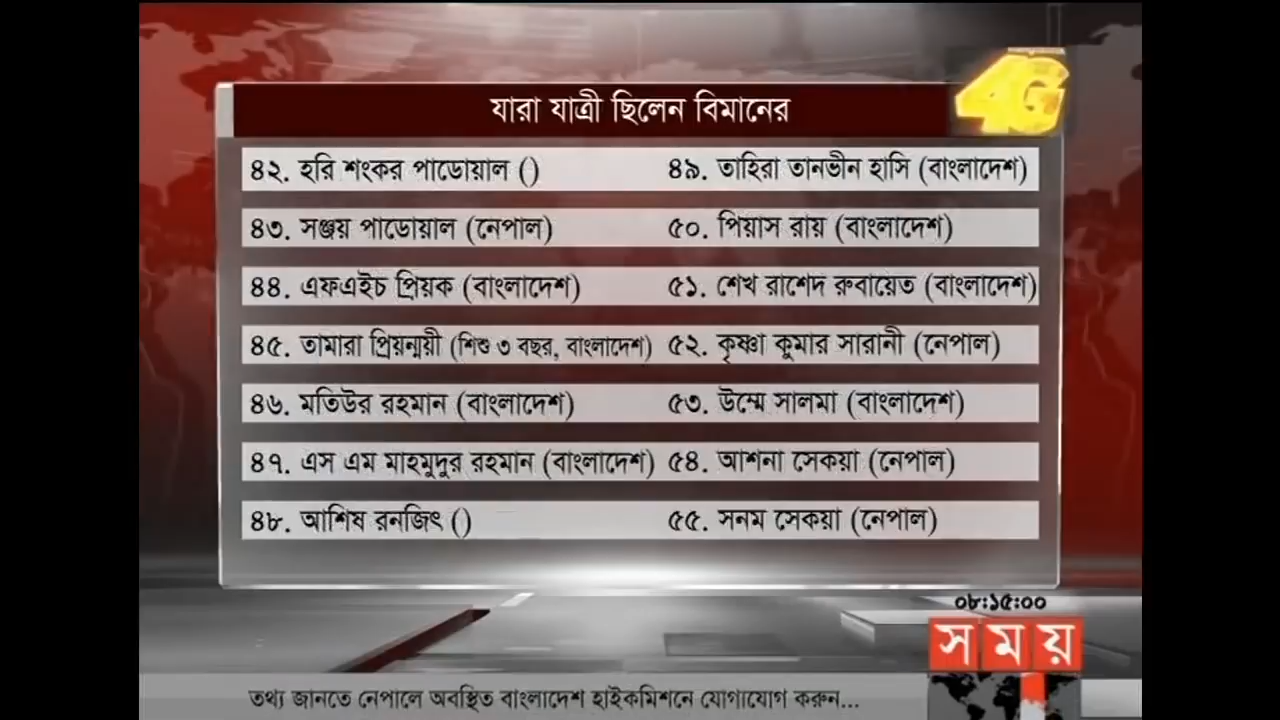 4G
যারা যাত্রী ছিলেন বিমানের
৪২. হরি শংকর পাডোয়াল ()
৪৩. সঞ্জয় পাডোয়াল (নেপাল)
৪৪. এফএইচ প্রিয়ক (বাংলাদেশ)
৪৫. তামারা প্রিয়ন্ময়ী (শিশু ৩ বছর, বাংলাদেশ)
৪৬. মতিউর রহমান (বাংলাদেশ)
৪৭. এস এম মাহমুদুর রহমান (বাংলাদেশ)
৪৮. আশিষ রনজিৎ ()
৪৯. তাহিরা তানভীন হাসি (বাংলাদেশ)
৫০. পিয়াস রায় (বাংলাদেশ)
৫১. শেখ রাশেদ রুবায়েত (বাংলাদেশ)
৫২. কৃষ্ণা কুমার সারানী (নেপাল)
৫৩. উম্মে সালমা (বাংলাদেশ)
৫৪. আশনা সেকয়া (নেপাল)
৫৫. সনম সেকয়া (নেপাল)
০৮:১৫:০০
সময়
তথ্য জানতে নেপালে অবস্থিত বাংলাদেশ হাইকমিশনে যোগাযোগ করুন...